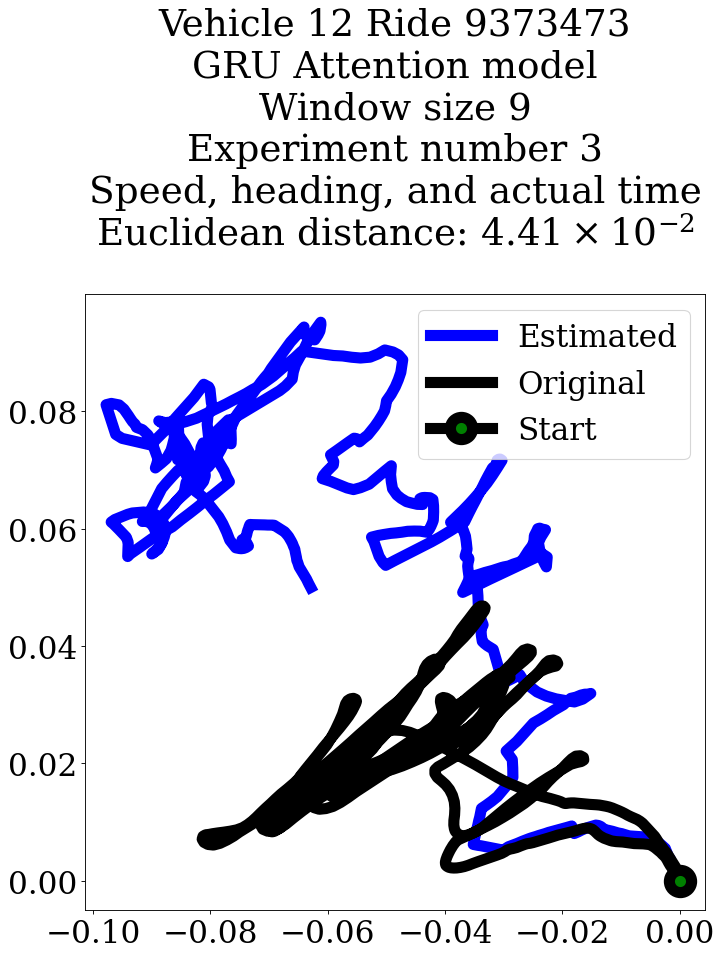 Vehicle 12 Ride 9373473
GRU Attention model
Window size 9
Experiment number 3
Speed, heading, and actual time
Euclidean distance: 4.41 × 10⁻²
Estimated
Original
Start
0.08
0.06
0.04
0.02
0.00
−0.10 −0.08 −0.06 −0.04 −0.02 0.00